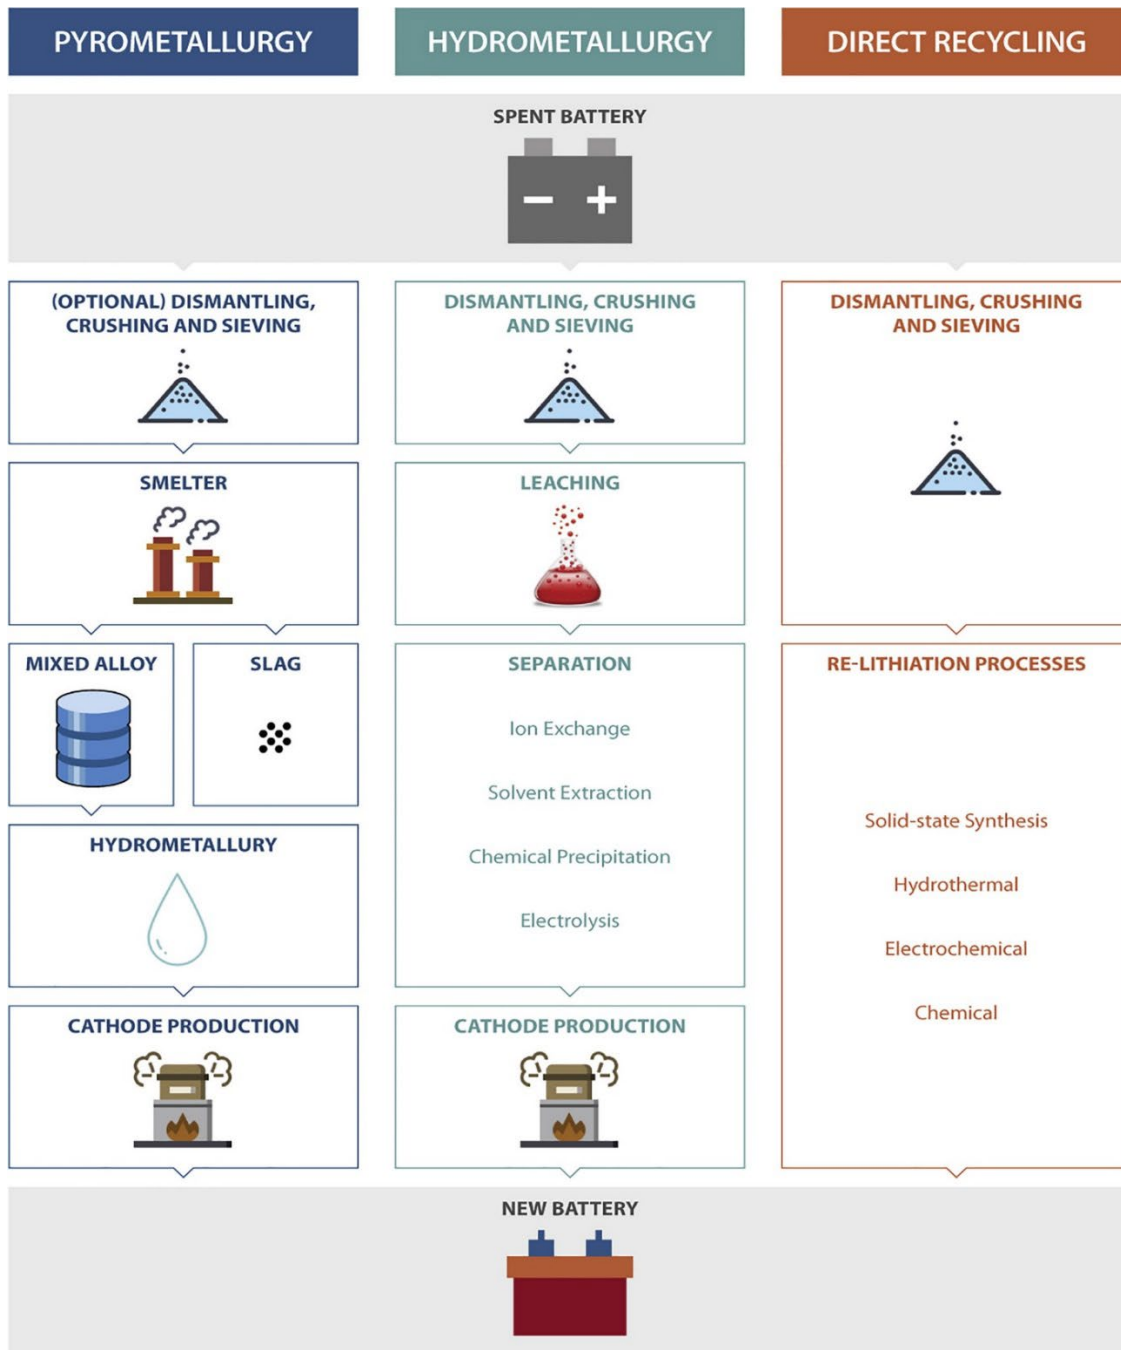 PYROMETALLURGY
HYDROMETALLURGY
DIRECT RECYCLING
SPENT BATTERY
(OPTIONAL) DISMANTLING,
CRUSHING AND SIEVING
DISMANTLING, CRUSHING
AND SIEVING
DISMANTLING, CRUSHING
AND SIEVING
SMELTER
LEACHING
MIXED ALLOY
SLAG
SEPARATION
Ion Exchange
Solvent Extraction
Chemical Precipitation
Electrolysis
RE-LITHIATION PROCESSES
Solid-state Synthesis
Hydrothermal
Electrochemical
Chemical
HYDROMETALLURY
CATHODE PRODUCTION
CATHODE PRODUCTION
NEW BATTERY